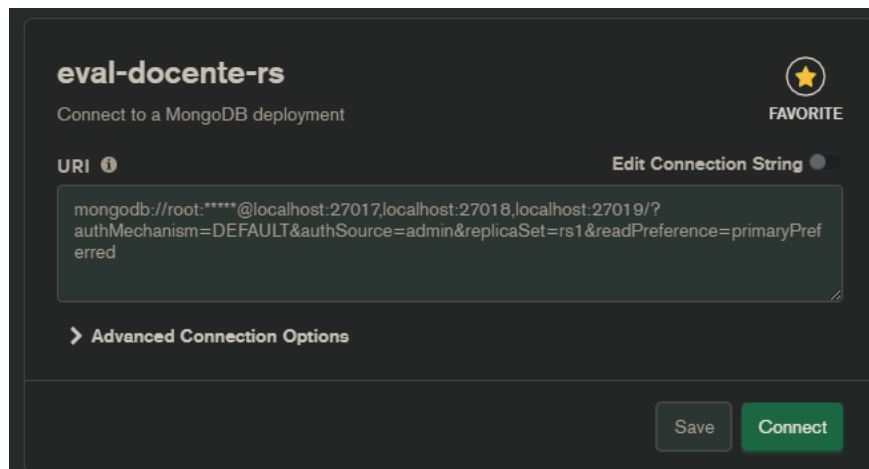 eval-docente-rs
Connect to a MongoDB deployment
FAVORITE
URI
Edit Connection String
mongodb://root:*****@localhost:27017,localhost:27018,localhost:27019/?
authMechanism=DEFAULT&authSource=admin&replicaSet=rs1&readPreference=primaryPref
erred
Advanced Connection Options
Save
Connect